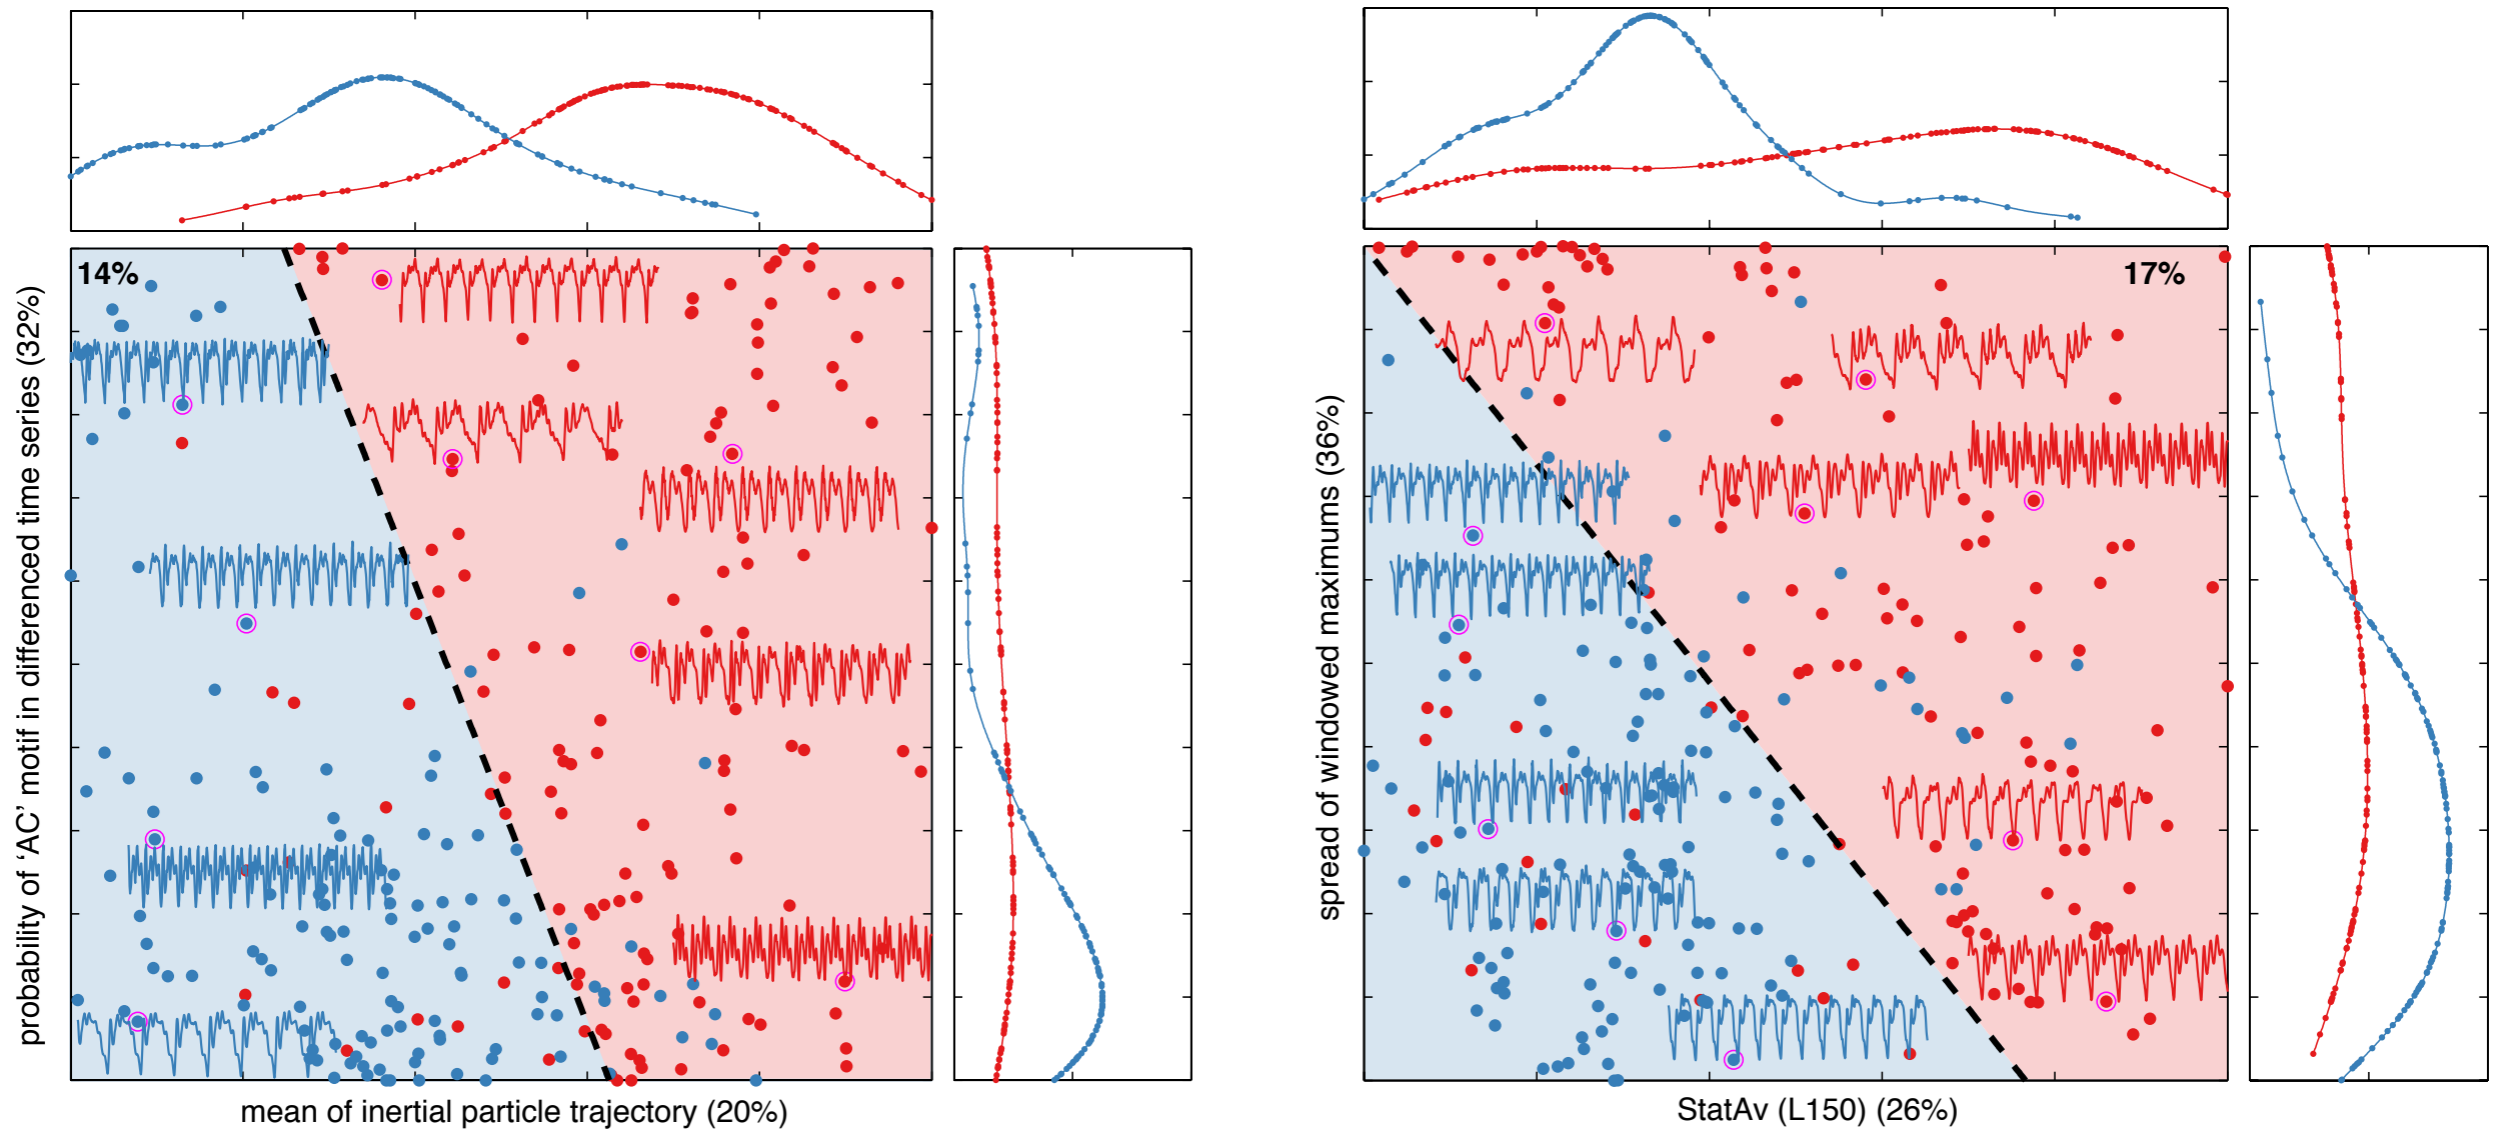 14%
probability of ‘AC’ motif in differenced time series (32%)
mean of inertial particle trajectory (20%)
17%
spread of windowed maximums (36%)
StatAv (L150) (26%)